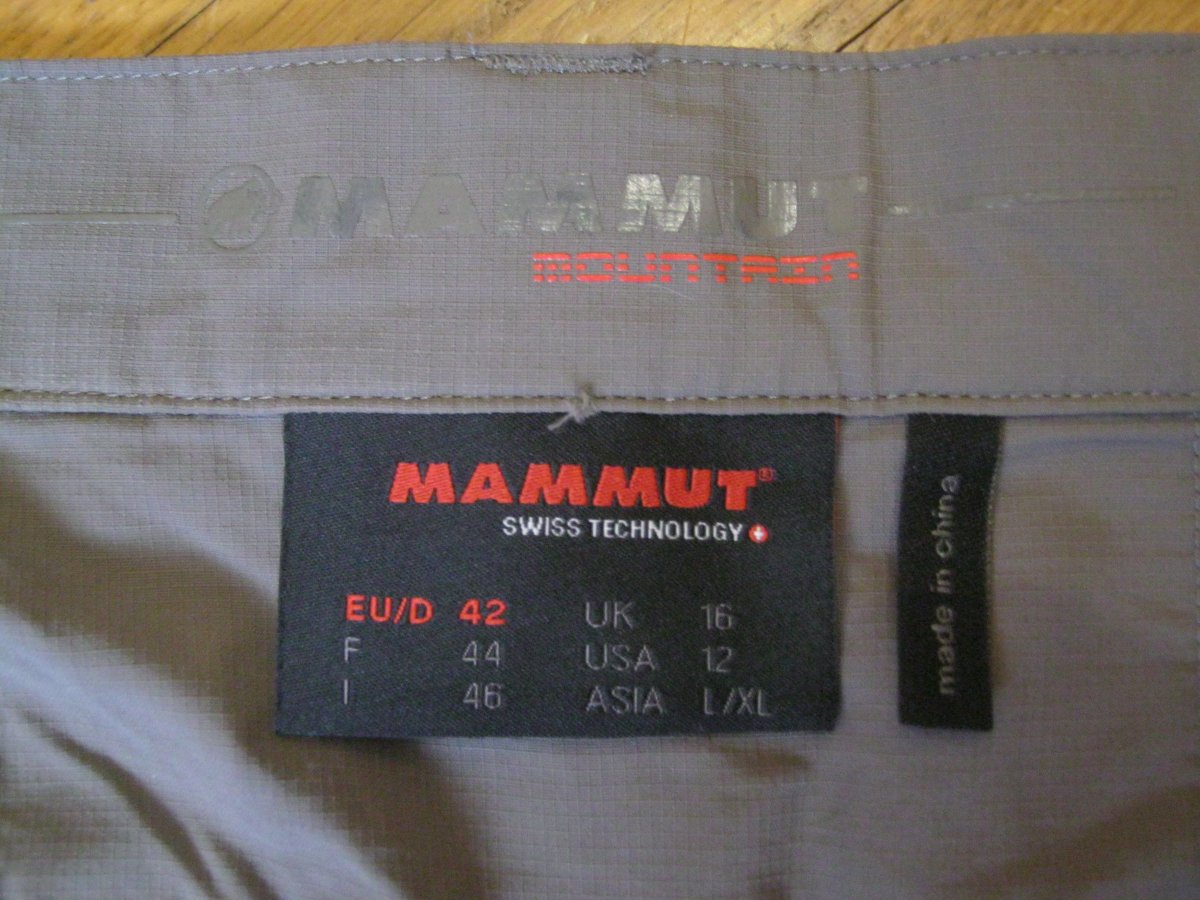 MAMMUT
MOUNTAIN
MAMMUT®
SWISS TECHNOLOGY
EU/D 42 UK 16
F 44 USA 12
I 46 ASIA L/XL
made in china